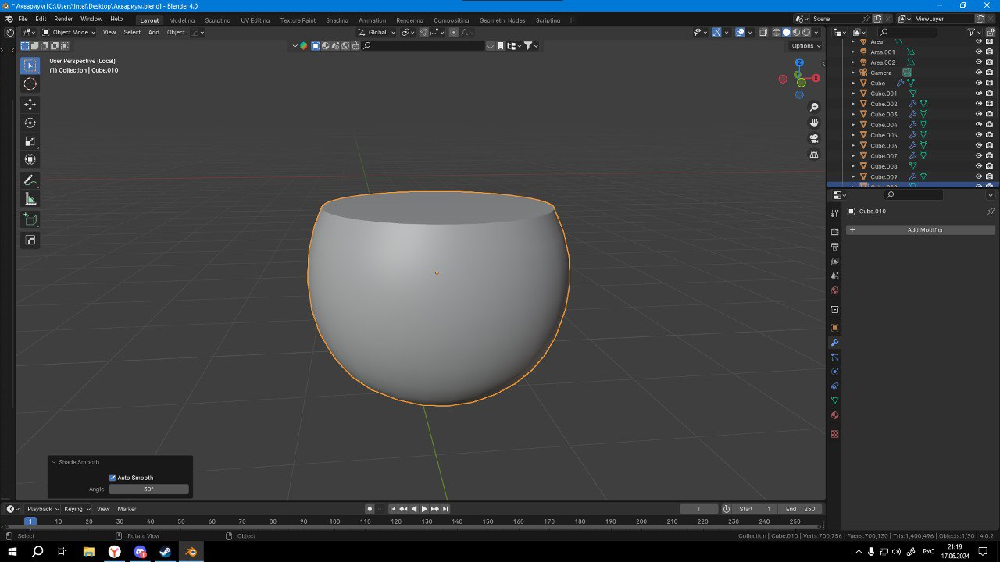 * Аквариум [C:\Users\Intel\Desktop\Аквариум.blend] - Blender 4.0
File Edit Render Window Help Layout Modeling Sculpting UV Editing Texture Paint Shading Animation Rendering Compositing Geometry Nodes Scripting + Scene ViewLayer
Object Mode View Select Add Object Global
Options
User Perspective (Local)
(1) Collection | Cube.010
Z
Y
X
Area
Area.001
Area.002
Camera
Cube
Cube.001
Cube.002
Cube.003
Cube.004
Cube.005
Cube.006
Cube.007
Cube.008
Cube.009
Cube.010
Cube.010
+ Add Modifier
Shade Smooth
Auto Smooth
Angle 30°
Playback Keying View Marker 1 Start 1 End 250
1 10 20 30 40 50 60 70 80 90 100 110 120 130 140 150 160 170 180 190 200 210 220 230 240 250
Select Rotate View Object Collection | Cube.010 | Verts:700,756 | Faces:700,130 | Tris:1,400,496 | Objects:1/30 | 4.0.2
РУС
21:19
17.06.2024